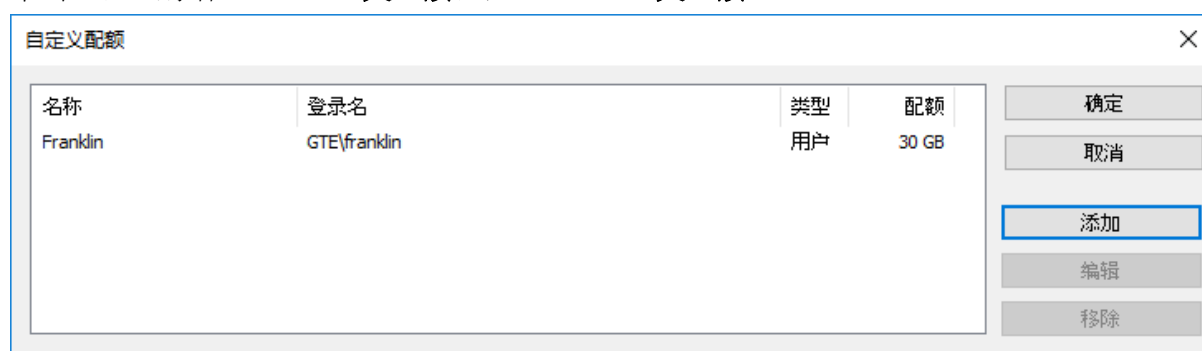 自定义配额
名称 登录名 类型 配额
Franklin GTE\franklin 用户 30 GB
确定
取消
添加
编辑
移除